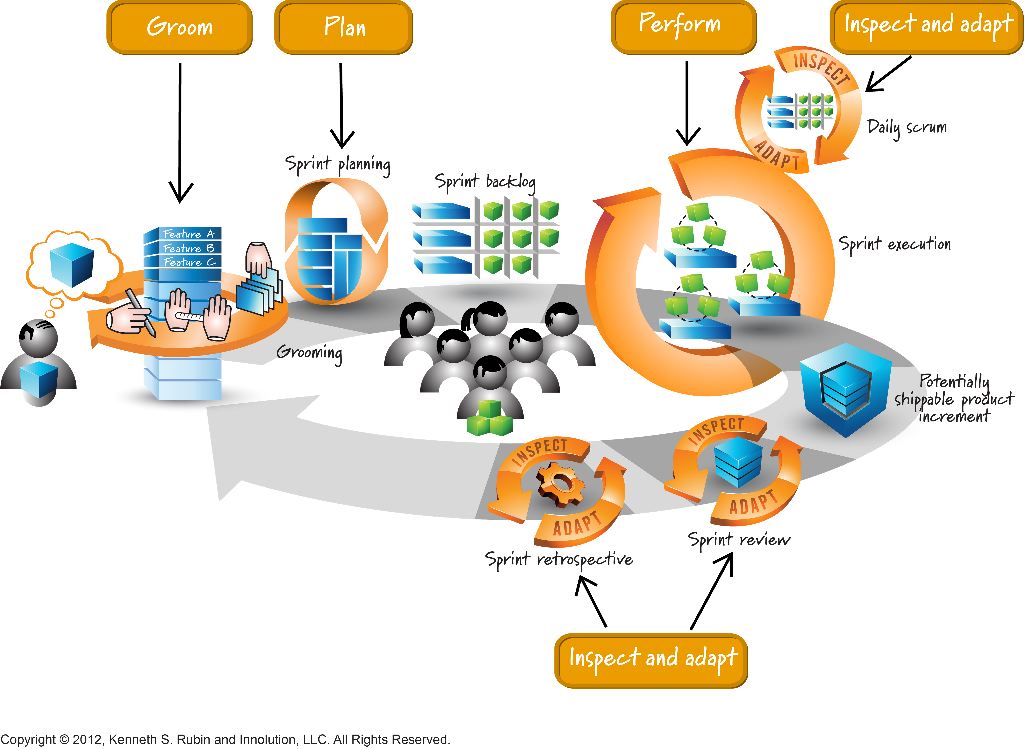 Groom
Plan
Perform
Inspect and adapt
INSPECT
ADAPT
Daily scrum
Sprint planning
Sprint backlog
Sprint execution
Feature A
Feature B
Feature C
Grooming
Potentially
shippable product
increment
INSPECT
ADAPT
Sprint retrospective
INSPECT
ADAPT
Sprint review
Inspect and adapt
Copyright © 2012, Kenneth S. Rubin and Innolution, LLC. All Rights Reserved.